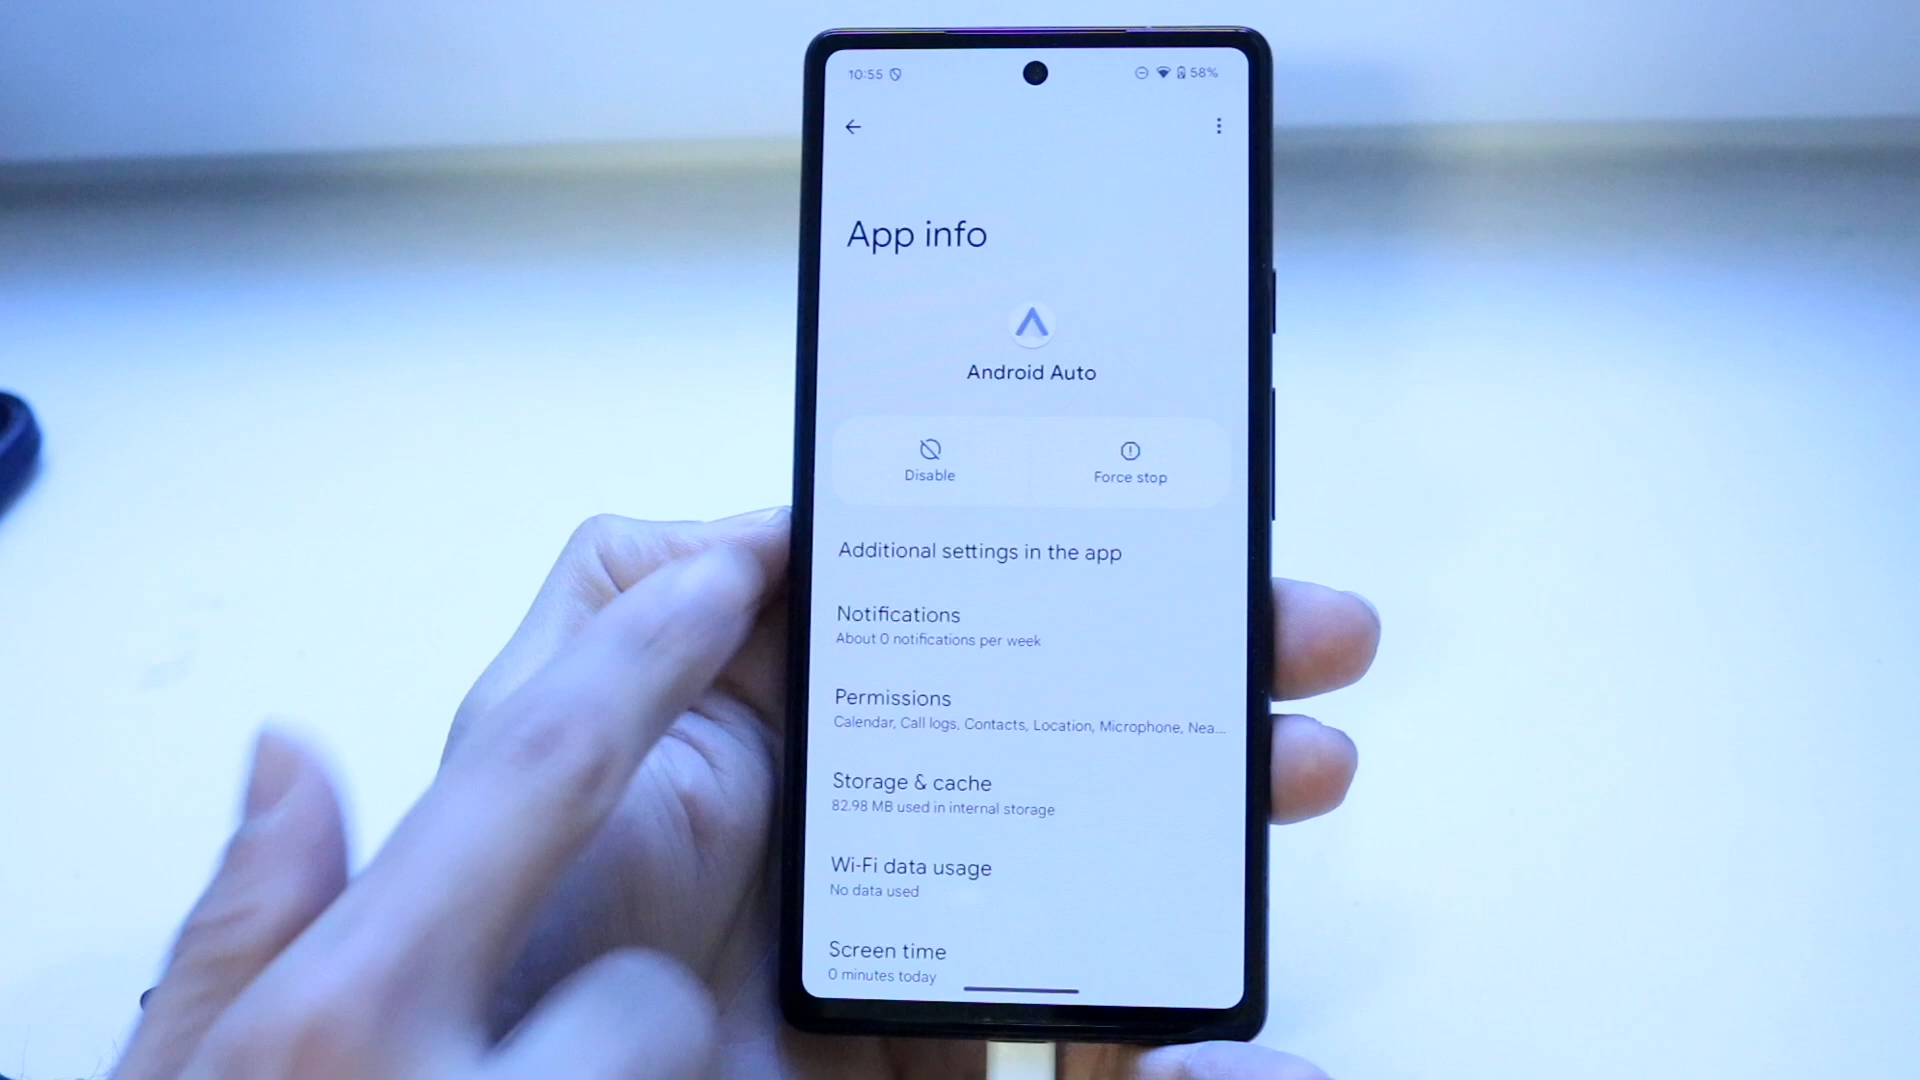 10:55
58%
App info
Android Auto
Disable
Force stop
Additional settings in the app
Notifications
About 0 notifications per week
Permissions
Calendar, Call logs, Contacts, Location, Microphone, Nea...
Storage & cache
82.98 MB used in internal storage
Wi-Fi data usage
No data used
Screen time
0 minutes today